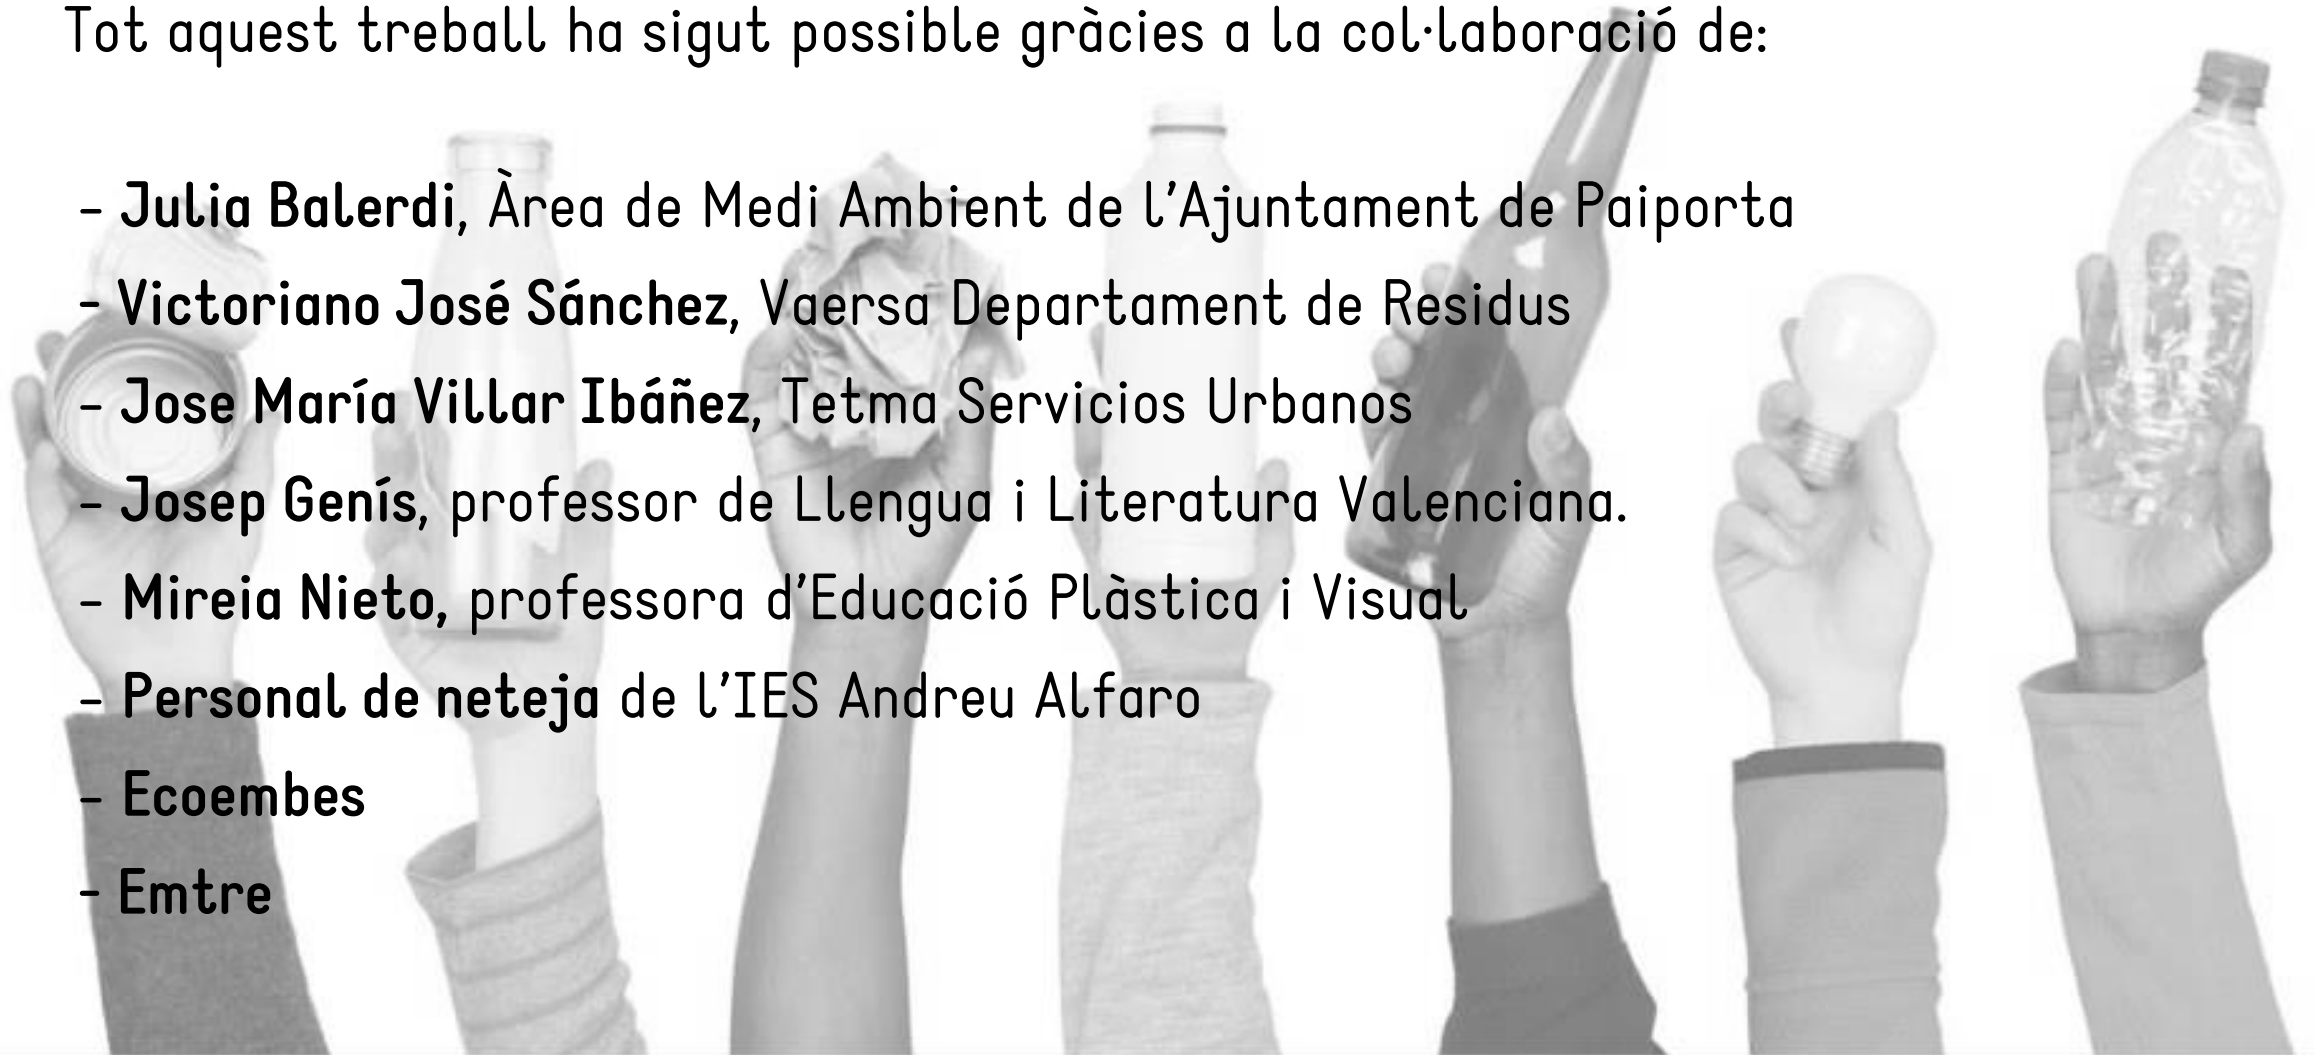 Tot aquest treball ha sigut possible gràcies a la col·laboració de:
- Julia Balerdi, Àrea de Medi Ambient de l'Ajuntament de Paiporta
- Victoriano José Sánchez, Vaersa Departament de Residus
- Jose María Villar Ibáñez, Tetma Servicios Urbanos
- Josep Genís, professor de Llengua i Literatura Valenciana.
- Mireia Nieto, professora d'Educació Plàstica i Visual
- Personal de neteja de l'IES Andreu Alfaro
- Ecoembes
- Emtre